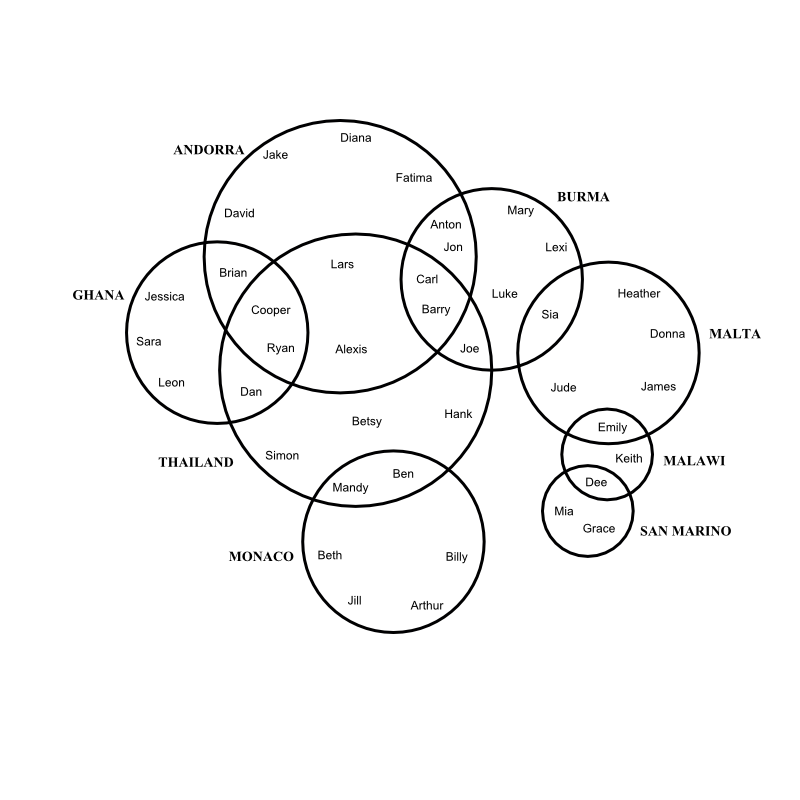 Diana
ANDORRA
Jake
Fatima
BURMA
David
Mary
Anton
Jon
Lexi
Lars
Brian
Carl
GHANA
Jessica
Luke
Heather
Cooper
Barry
Sia
Donna
MALTA
Sara
Ryan
Alexis
Joe
Leon
Dan
Jude
James
Betsy
Hank
Emily
Simon
THAILAND
Keith
MALAWI
Ben
Mandy
Dee
Mia
Grace
SAN MARINO
MONACO
Beth
Billy
Jill
Arthur